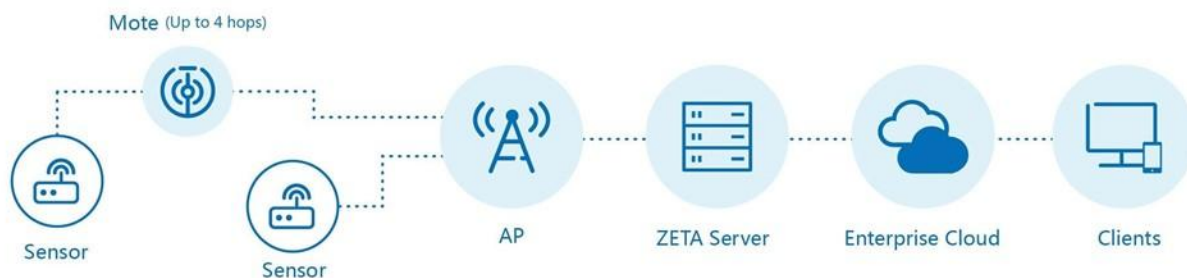 Mote (Up to 4 hops)
Sensor
Sensor
AP
ZETA Server
Enterprise Cloud
Clients